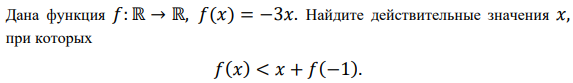 Дана функция 𝑓: ℝ → ℝ, 𝑓(𝑥) = −3𝑥. Найдите действительные значения 𝑥,
при которых
𝑓(𝑥) < 𝑥 + 𝑓(−1).